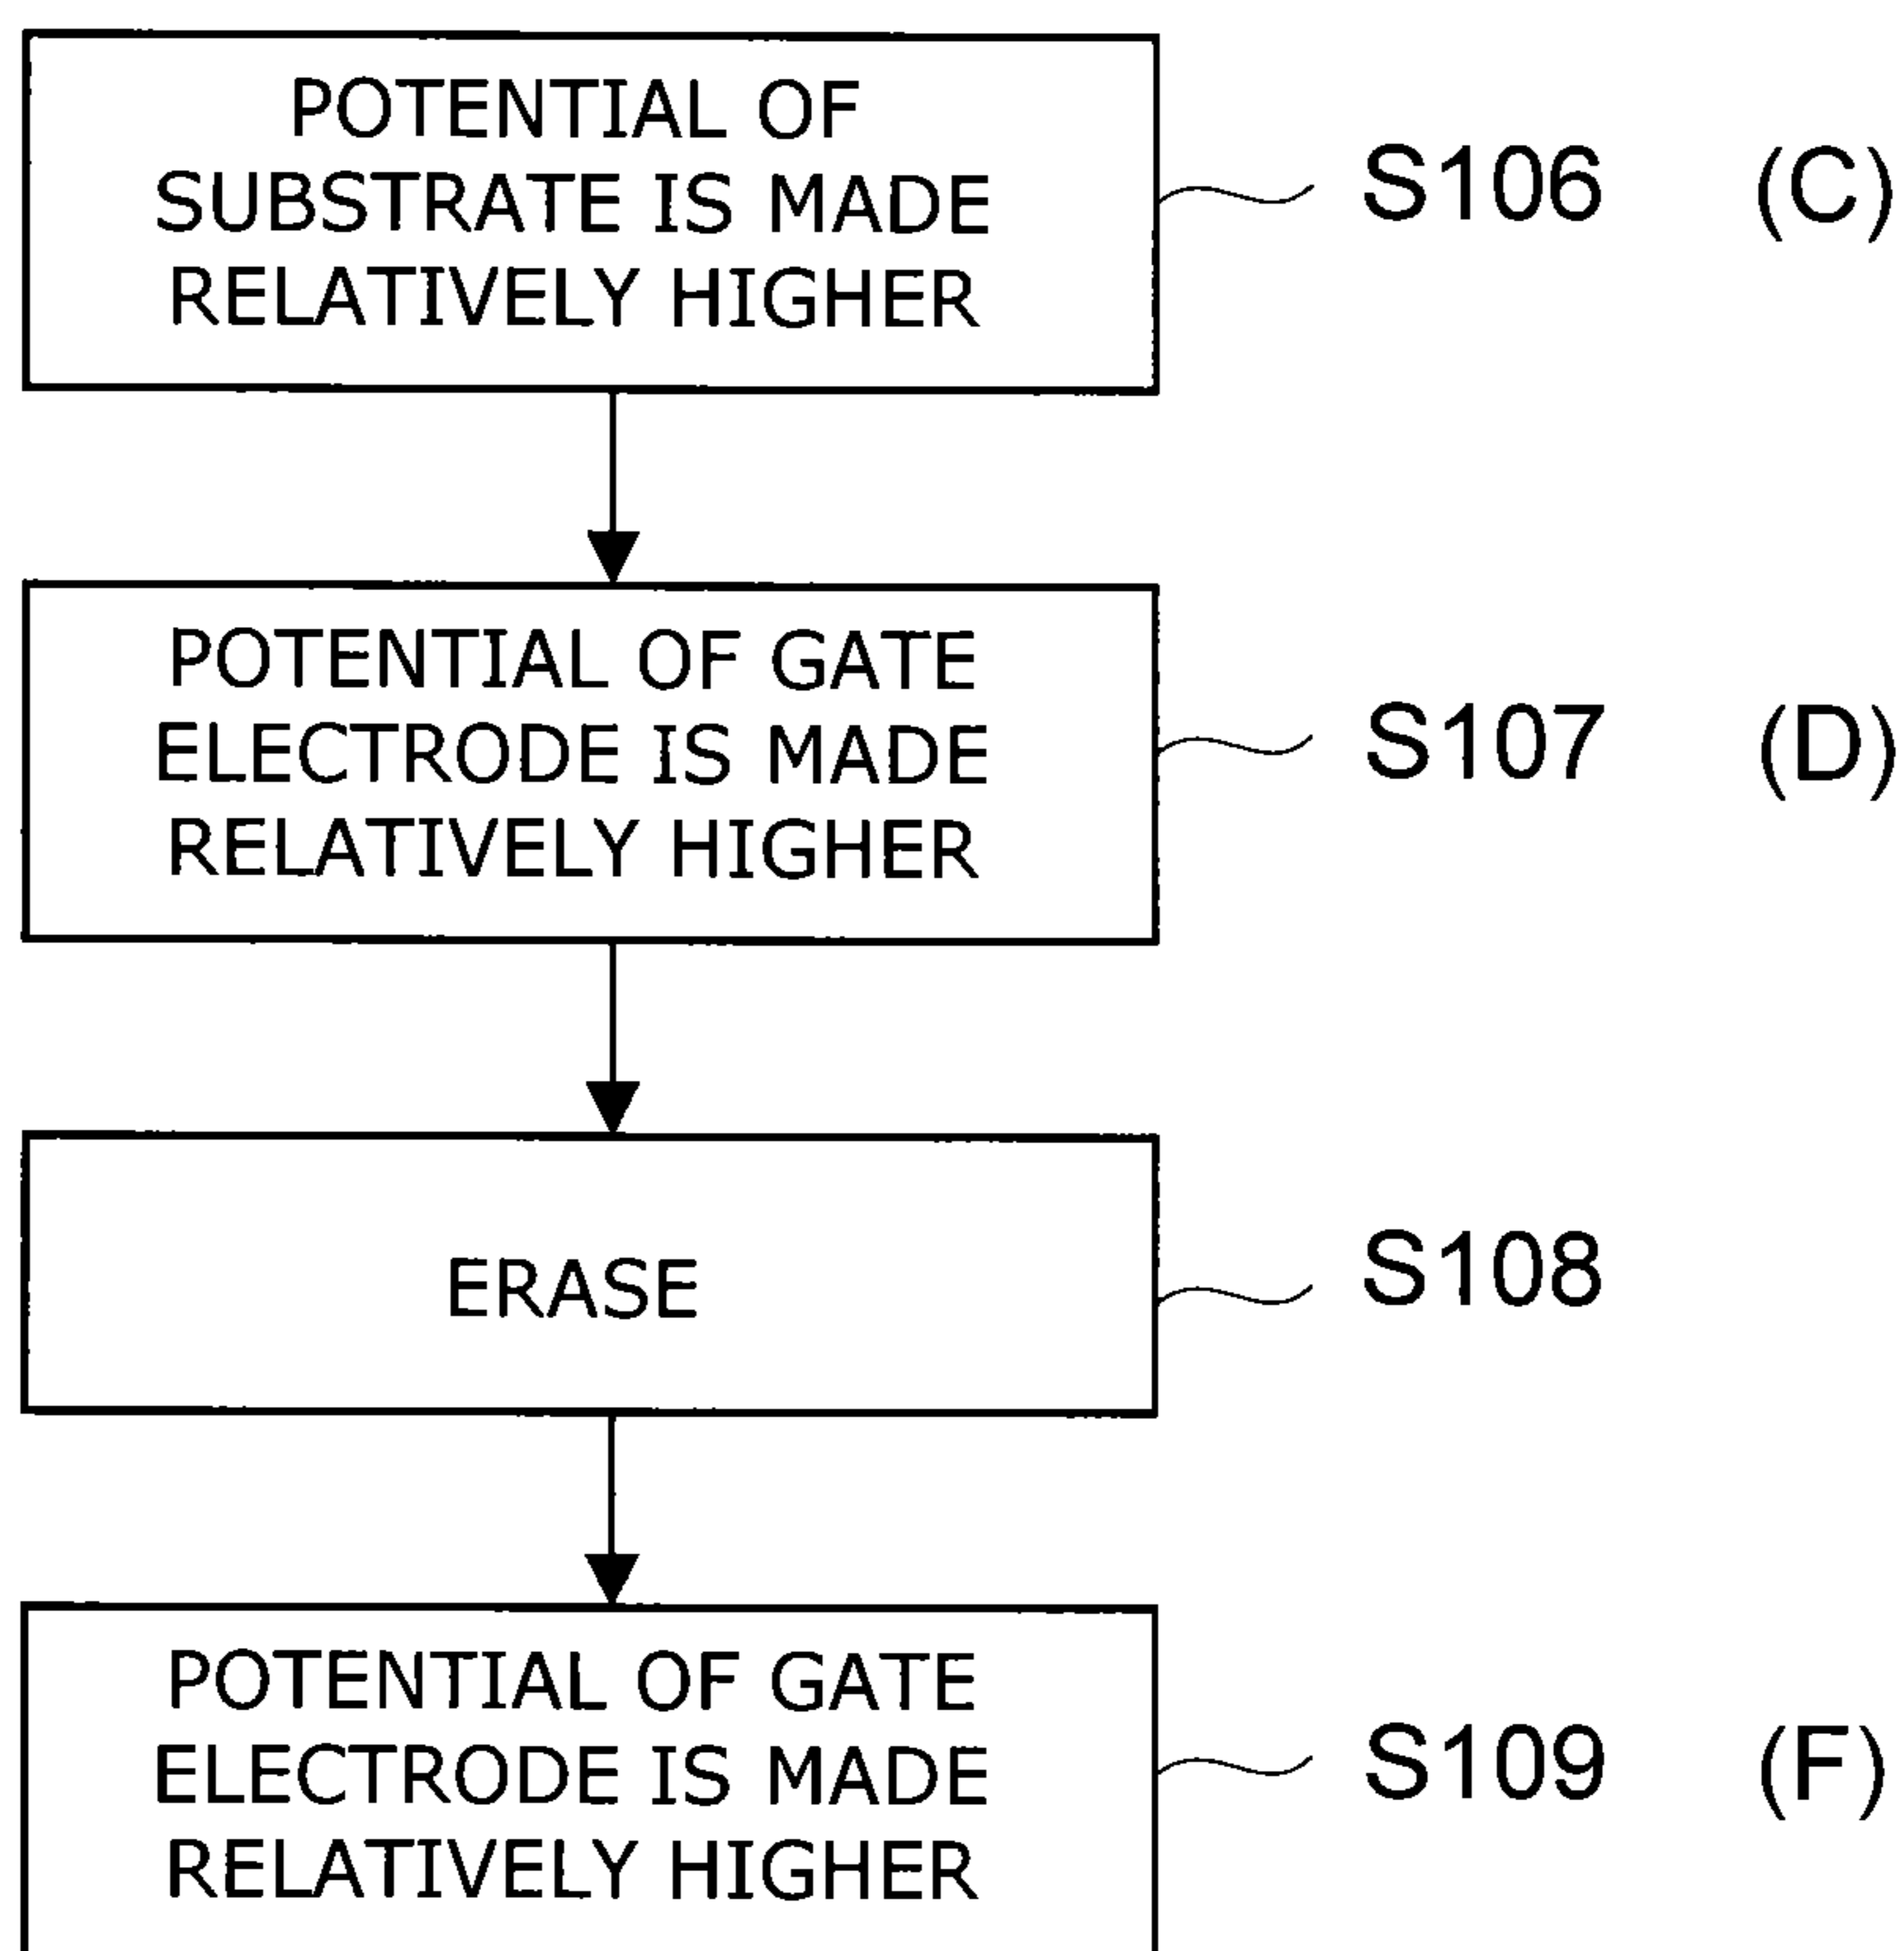 POTENTIAL OF
SUBSTRATE IS MADE
RELATIVELY HIGHER
S106 (C)
POTENTIAL OF GATE
ELECTRODE IS MADE
RELATIVELY HIGHER
S107 (D)
ERASE
S108
POTENTIAL OF GATE
ELECTRODE IS MADE
RELATIVELY HIGHER
S109 (F)